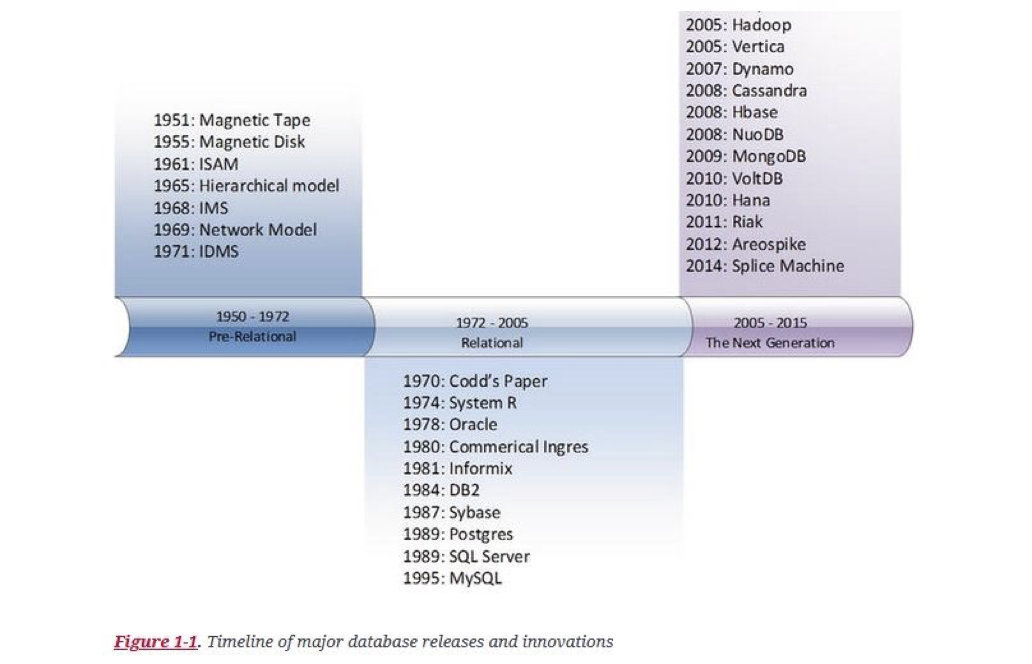 1951: Magnetic Tape
1955: Magnetic Disk
1961: ISAM
1965: Hierarchical model
1968: IMS
1969: Network Model
1971: IDMS
1950 - 1972
Pre-Relational
1972 - 2005
Relational
1970: Codd's Paper
1974: System R
1978: Oracle
1980: Commerical Ingres
1981: Informix
1984: DB2
1987: Sybase
1989: Postgres
1989: SQL Server
1995: MySQL
2005: Hadoop
2005: Vertica
2007: Dynamo
2008: Cassandra
2008: Hbase
2008: NuoDB
2009: MongoDB
2010: VoltDB
2010: Hana
2011: Riak
2012: Areospike
2014: Splice Machine
2005 - 2015
The Next Generation
Figure 1-1. Timeline of major database releases and innovations